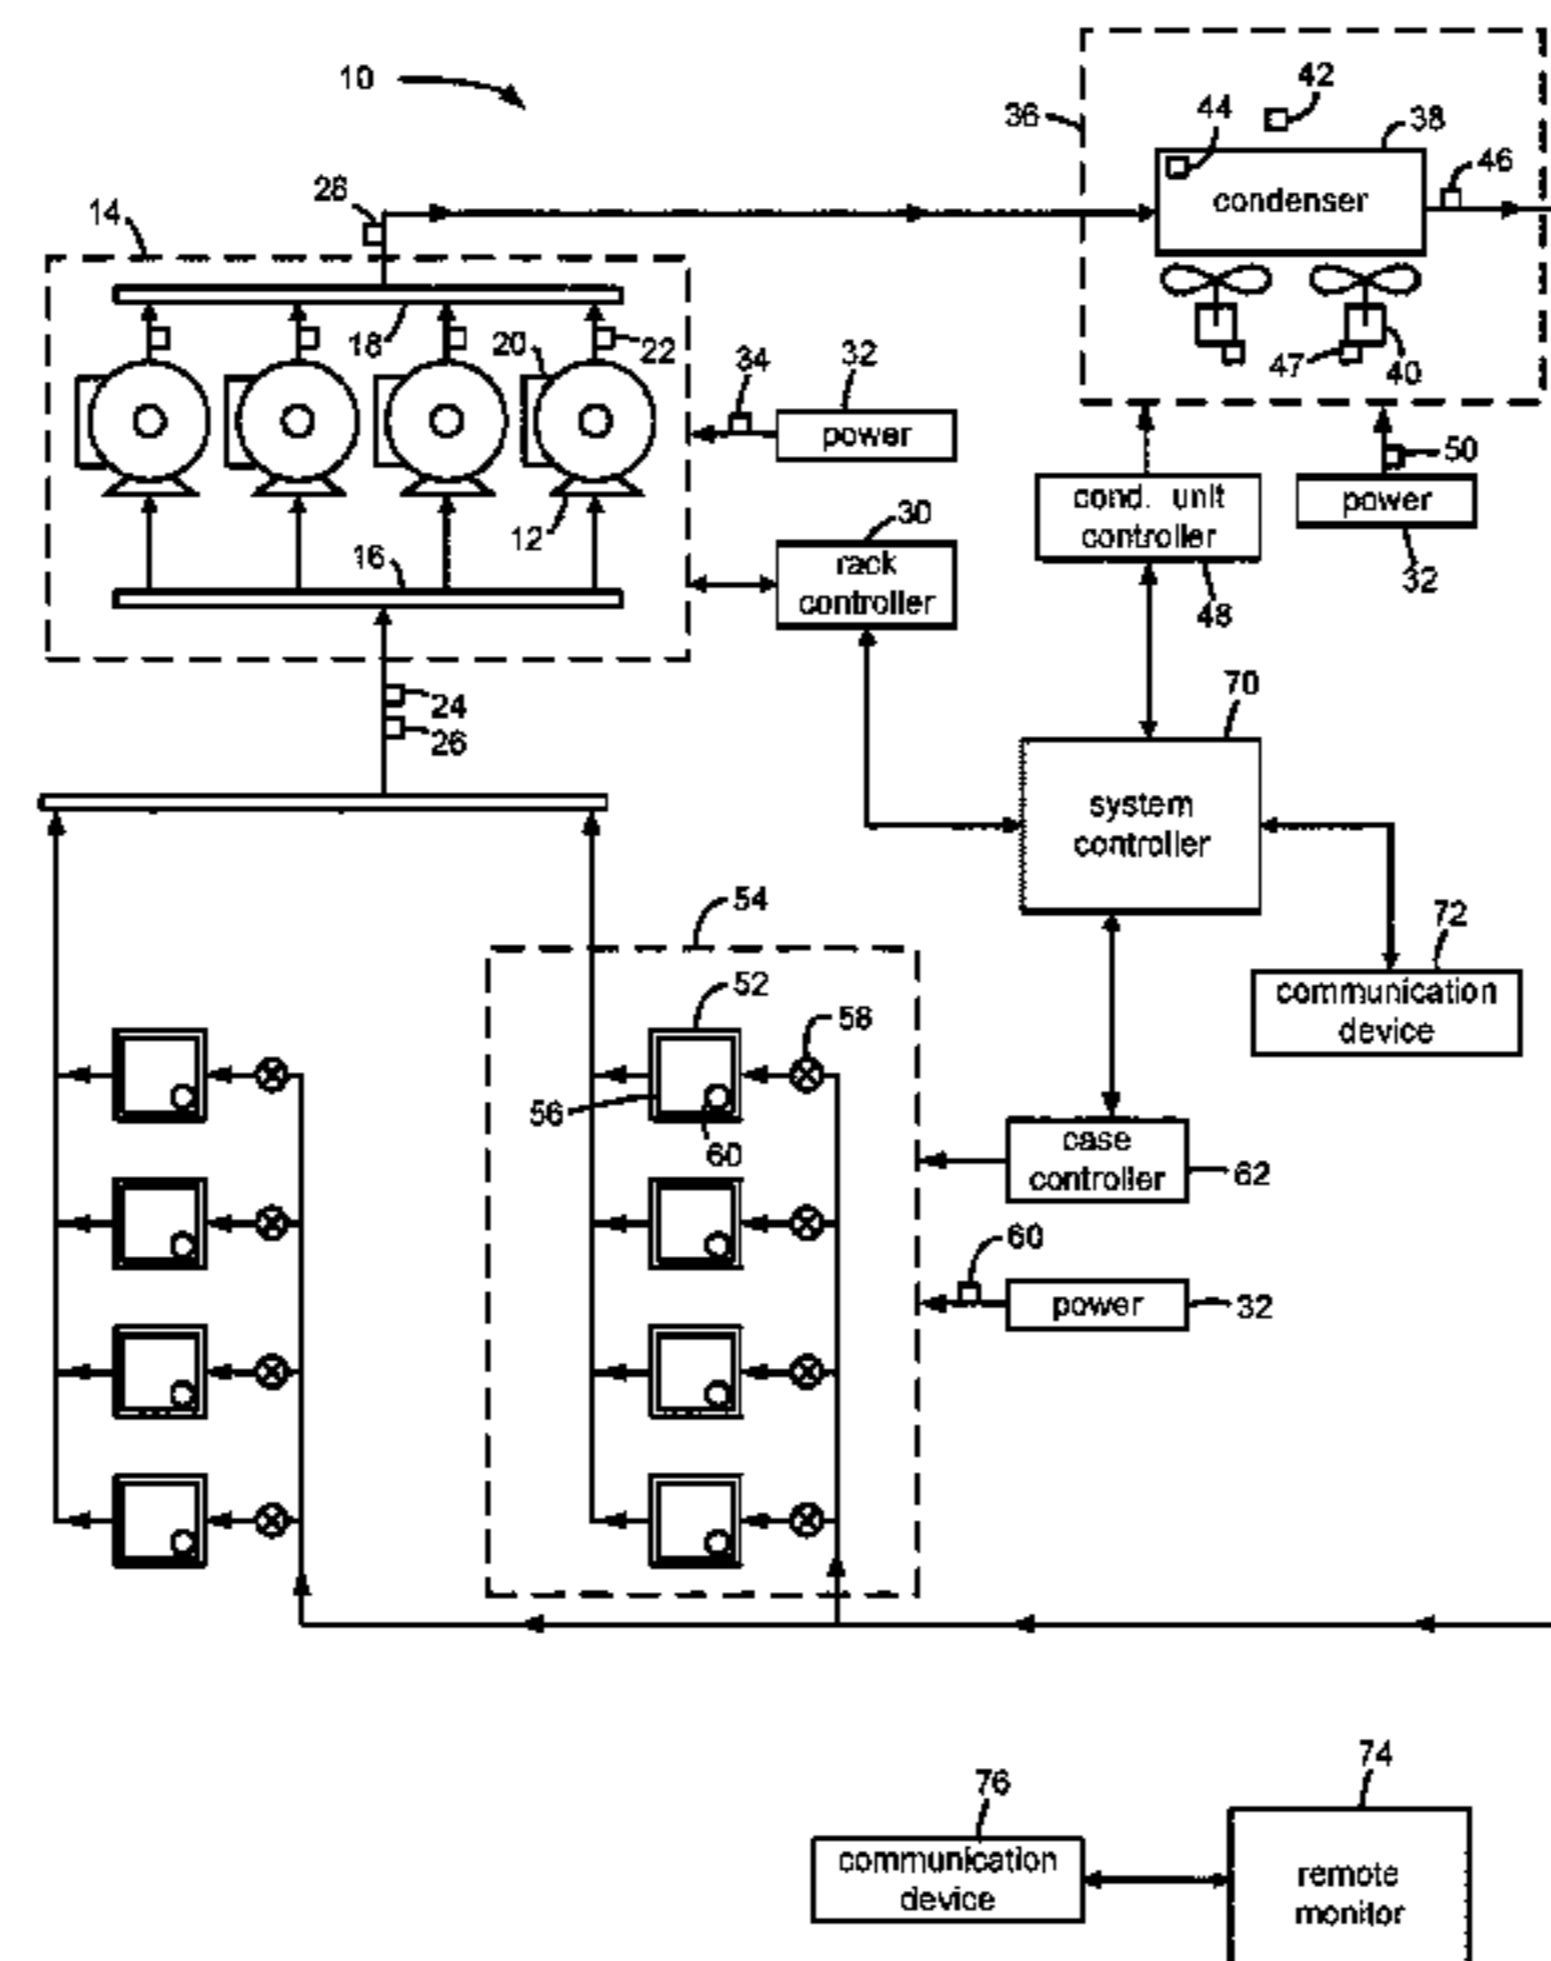 10
42
44
36
38
46
condenser
28
14
18
20
22
34
32
47
40
power
50
power
32
cond. unit
controller
48
12
30
16
rack
controller
24
26
70
system
controller
54
72
52
communication
device
58
56
60
case
controller
62
60
power
32
74
76
communication
device
remote
monitor